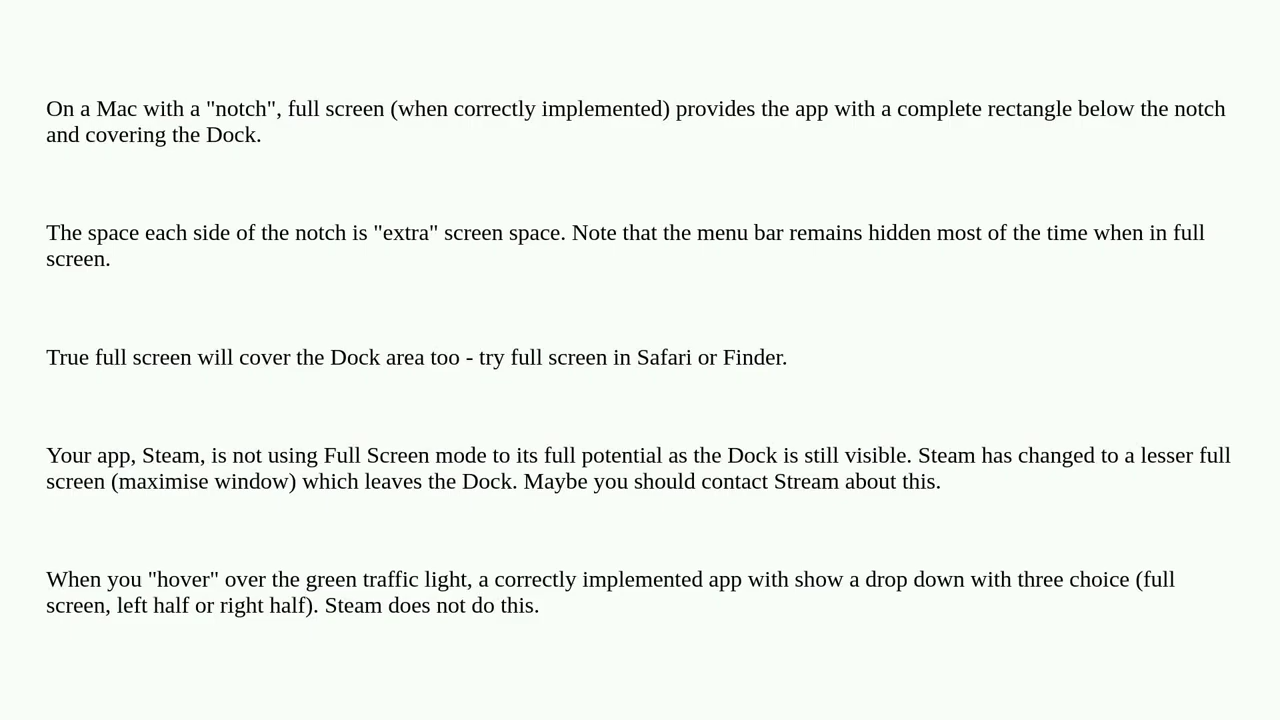 On a Mac with a "notch", full screen (when correctly implemented) provides the app with a complete rectangle below the notch
and covering the Dock.
The space each side of the notch is "extra" screen space. Note that the menu bar remains hidden most of the time when in full
screen.
True full screen will cover the Dock area too - try full screen in Safari or Finder.
Your app, Steam, is not using Full Screen mode to its full potential as the Dock is still visible. Steam has changed to a lesser full
screen (maximise window) which leaves the Dock. Maybe you should contact Stream about this.
When you "hover" over the green traffic light, a correctly implemented app with show a drop down with three choice (full
screen, left half or right half). Steam does not do this.